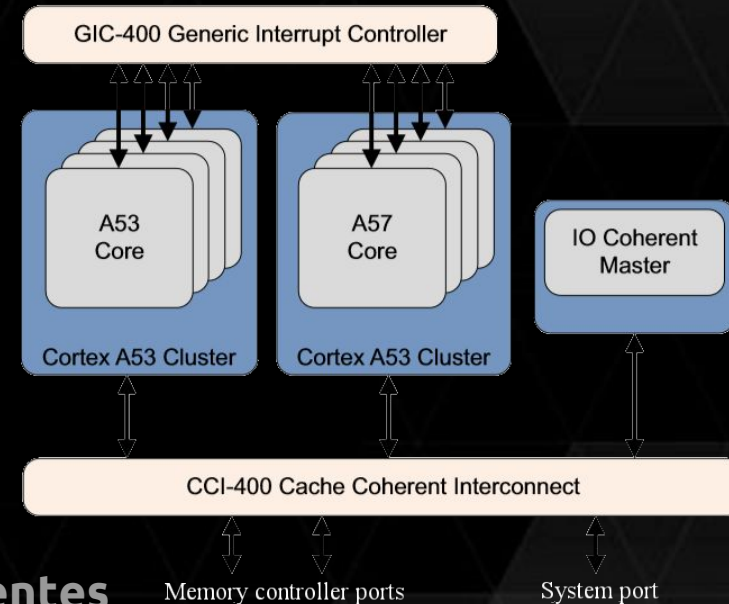 GIC-400 Generic Interrupt Controller
A53
Core
A57
Core
IO Coherent
Master
Cortex A53 Cluster
Cortex A53 Cluster
CCI-400 Cache Coherent Interconnect
entes
Memory controller ports
System port